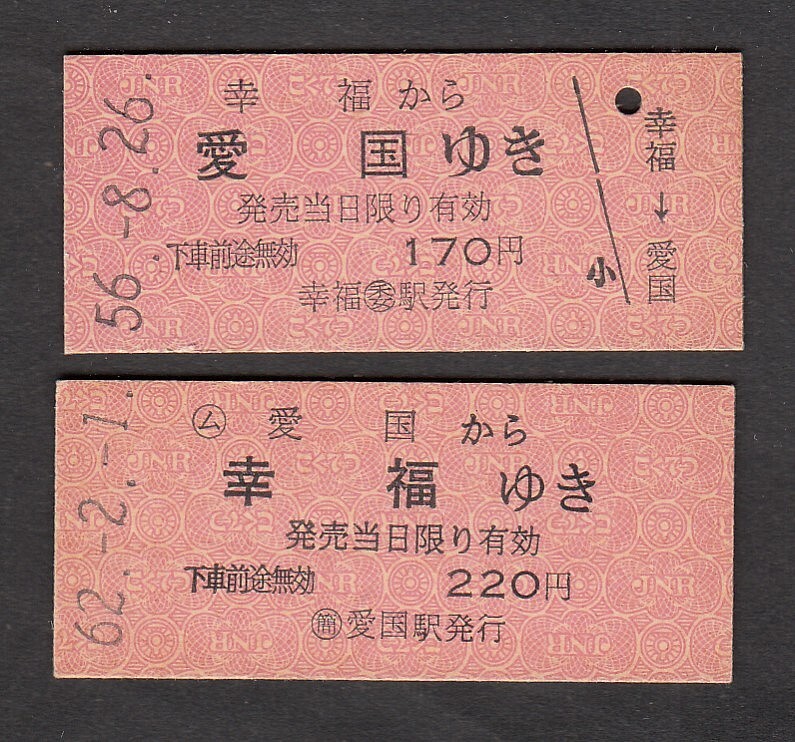 56.-8.26.
幸 福 から
愛 国 ゆき
発売当日限り有効
下車前途無効 170円
幸福㊙駅発行
小
幸福→愛国
62.-2.-1.
Ⓜ 愛 国 から
幸 福 ゆき
発売当日限り有効
下車前途無効 220円
簡愛国駅発行